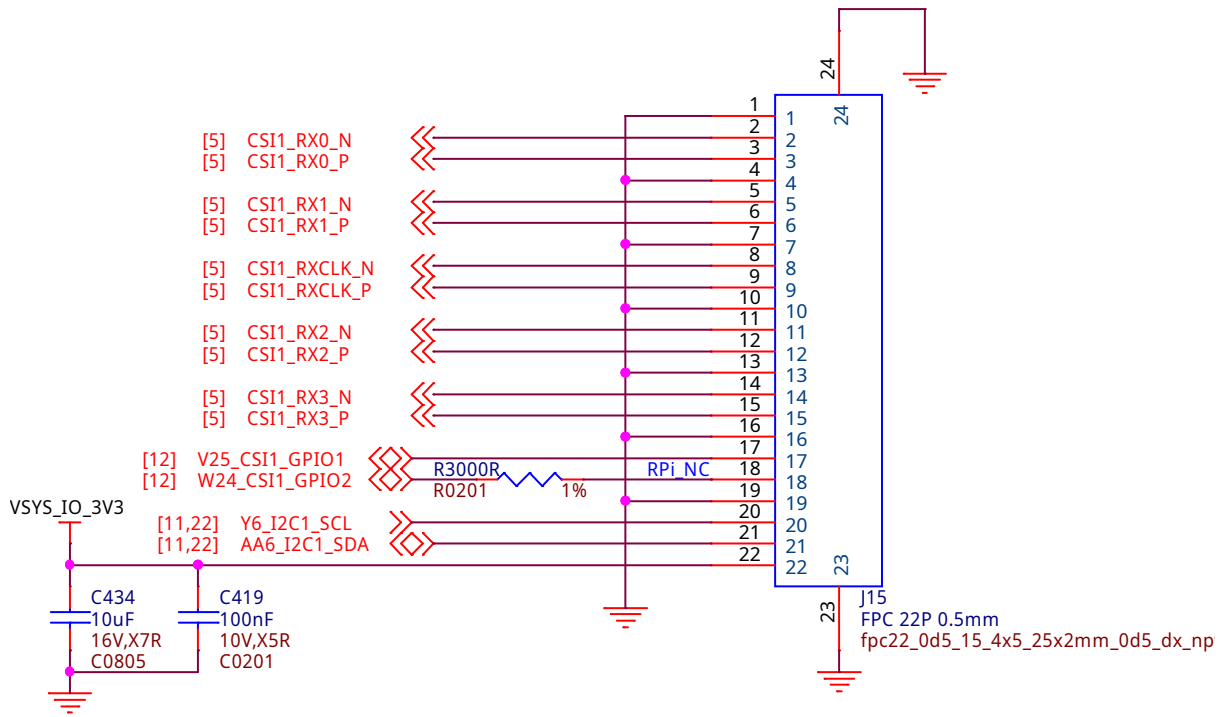 24
24
1 1
[5] CSI1_RX0_N 2 2
[5] CSI1_RX0_P 3 3
4 4
[5] CSI1_RX1_N 5 5
[5] CSI1_RX1_P 6 6
7 7
[5] CSI1_RXCLK_N 8 8
[5] CSI1_RXCLK_P 9 9
10 10
[5] CSI1_RX2_N 11 11
[5] CSI1_RX2_P 12 12
13 13
[5] CSI1_RX3_N 14 14
[5] CSI1_RX3_P 15 15
16 16
[12] V25_CSI1_GPIO1 17 17
[12] W24_CSI1_GPIO2 R3000R RPi_NC 18 18
R0201 1%
19 19
VSYS_IO_3V3
[11,22] Y6_I2C1_SCL 20 20
[11,22] AA6_I2C1_SDA 21 21
22 22
23
23
C434
10uF
16V,X7R
C0805
C419
100nF
10V,X5R
C0201
J15
FPC 22P 0.5mm
fpc22_0d5_15_4x5_25x2mm_0d5_dx_np